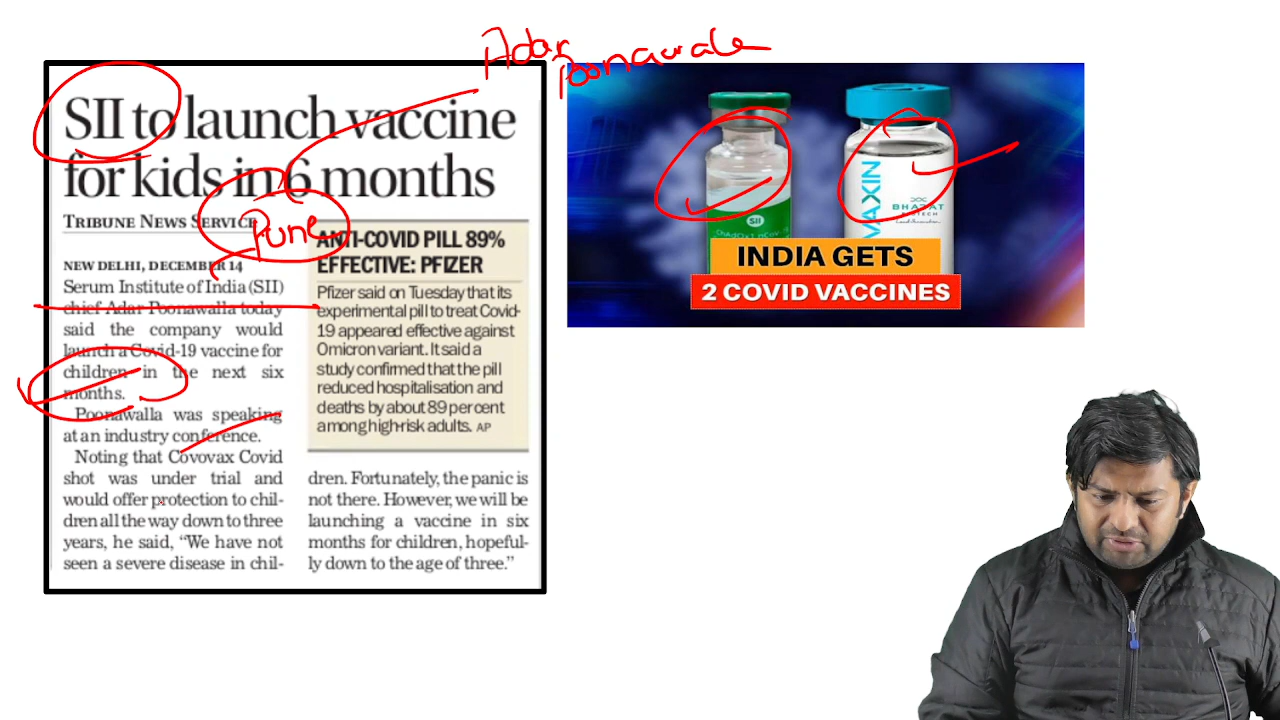 Adar
Poonawala
SII to launch vaccine
for kids in 6 months
TRIBUNE NEWS SERVICE
Pune
NEW DELHI, DECEMBER 14
Serum Institute of India (SII)
chief Adar Poonawalla today
said the company would
launch a Covid-19 vaccine for
children in the next six
months.
Poonawalla was speaking
at an industry conference.
Noting that Covovax Covid
shot was under trial and
would offer protection to chil-
dren all the way down to three
years, he said, “We have not
seen a severe disease in chil-
ANTI-COVID PILL 89%
EFFECTIVE: PFIZER
Pfizer said on Tuesday that its
experimental pill to treat Covid-
19 appeared effective against
Omicron variant. It said a
study confirmed that the pill
reduced hospitalisation and
deaths by about 89 per cent
among high-risk adults. AP
dren. Fortunately, the panic is
not there. However, we will be
launching a vaccine in six
months for children, hopeful-
ly down to the age of three.”
SII
ChAdOx1 nCoV-19
VAXIN
BHARAT
BIOTECH
INDIA GETS
2 COVID VACCINES